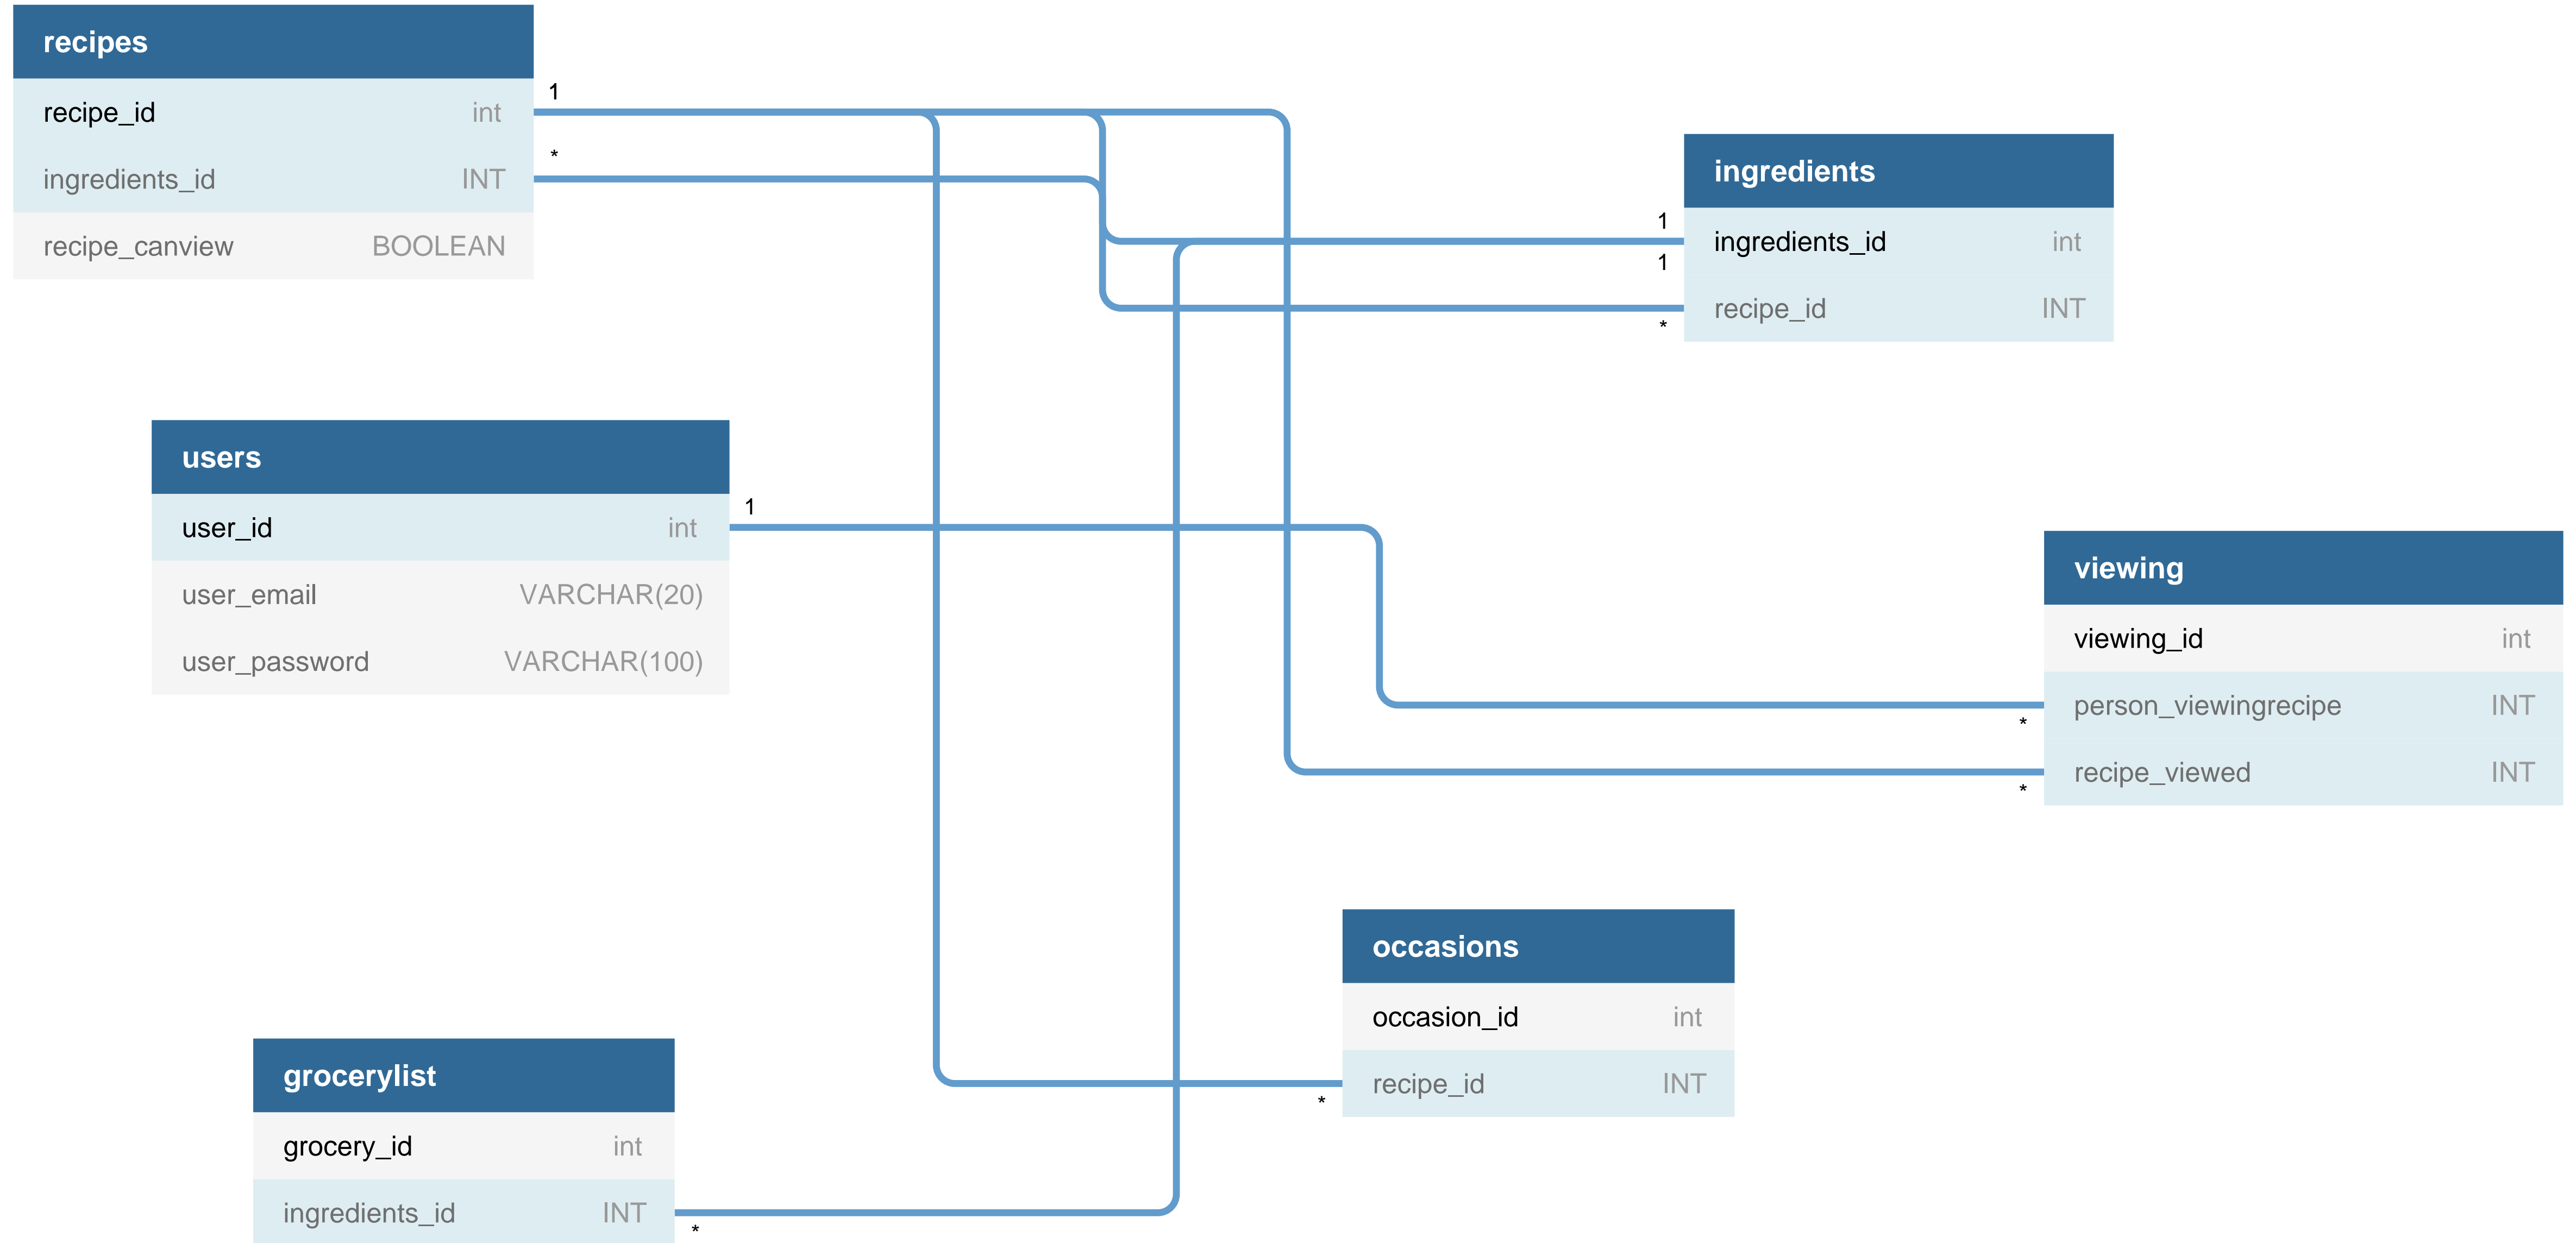 recipes
recipe_id int
ingredients_id INT
recipe_canview BOOLEAN
1
*
ingredients
ingredients_id int
recipe_id INT
1
1
*
users
user_id int
user_email VARCHAR(20)
user_password VARCHAR(100)
1
viewing
viewing_id int
person_viewingrecipe INT
recipe_viewed INT
*
*
occasions
occasion_id int
recipe_id INT
*
grocerylist
grocery_id int
ingredients_id INT
*